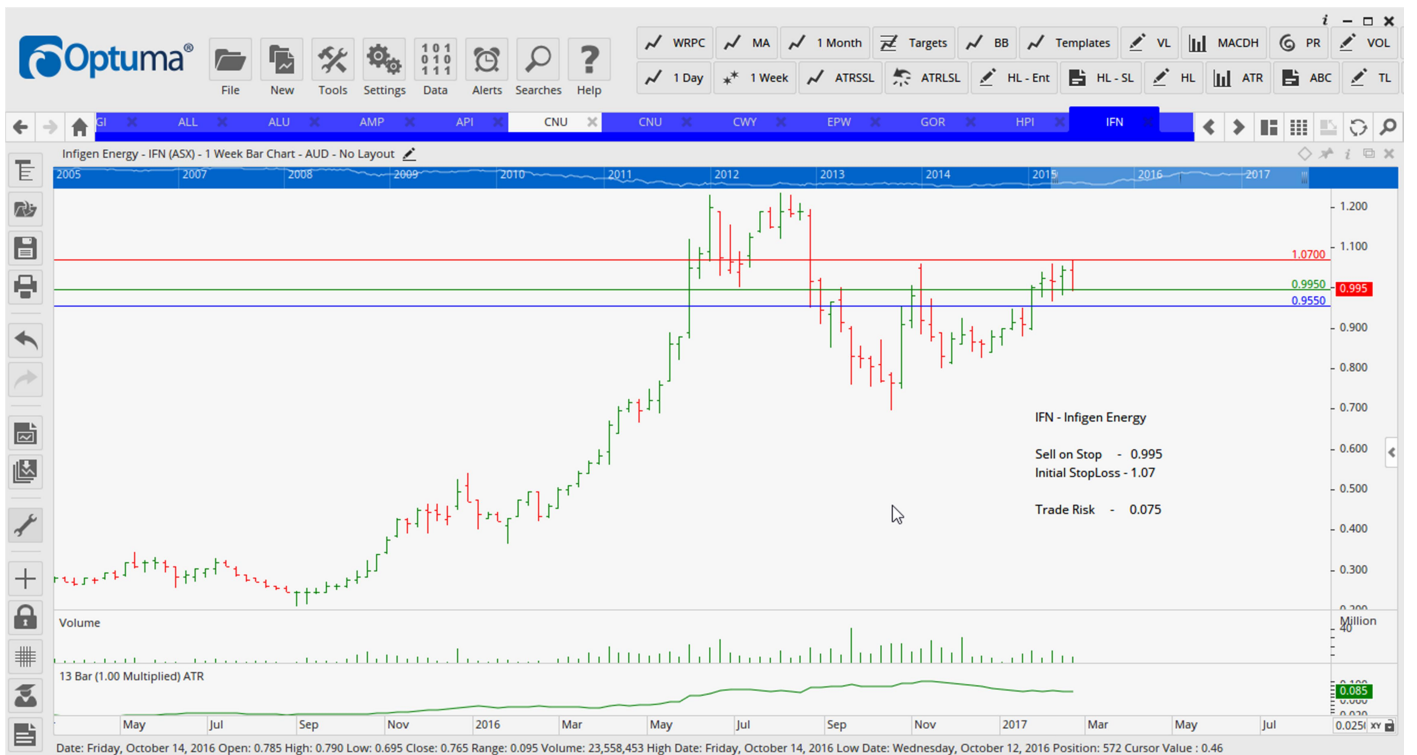 Optuma®
File New Tools Settings Data Alerts Searches Help
WRPC MA 1 Month Targets BB Templates VL MACDH PR VOL
1 Day 1 Week ATRSSL ATRLSL HL - Ent HL - SL HL ATR ABC TL
GI ALL ALU AMP API CNU CNU CWY EPW GOR HPI IFN
Infigen Energy - IFN (ASX) - 1 Week Bar Chart - AUD - No Layout
2005 2007 2008 2009 2010 2011 2012 2013 2014 2015 2016 2017
1.200
1.100
1.0700
0.9950 0.995
0.9550
0.900
0.800
0.700
IFN - Infigen Energy
0.600
Sell on Stop - 0.995
Initial StopLoss - 1.07
0.500
Trade Risk - 0.075
0.400
0.300
0.200
Volume Million
40
13 Bar (1.00 Multiplied) ATR
0.085
May Jul Sep Nov 2016 Mar May Jul Sep Nov 2017 Mar May Jul 0.025( XY
Date: Friday, October 14, 2016 Open: 0.785 High: 0.790 Low: 0.695 Close: 0.765 Range: 0.095 Volume: 23,558,453 High Date: Friday, October 14, 2016 Low Date: Wednesday, October 12, 2016 Position: 572 Cursor Value : 0.46